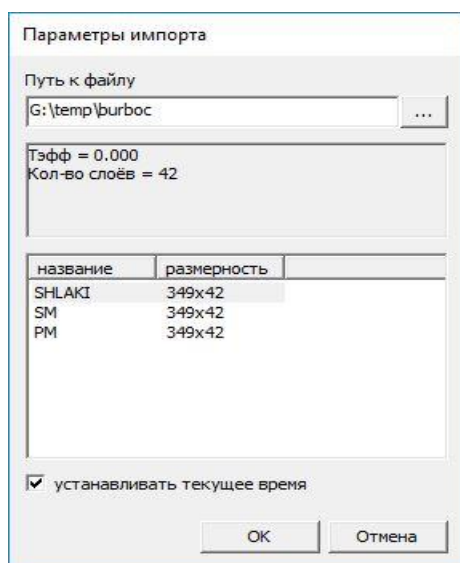 Параметры импорта
Путь к файлу
G:\temp\burboc
...
Тэфф = 0.000
Кол-во слоёв = 42
название размерность
SHLAKI 349x42
SM 349x42
PM 349x42
устанавливать текущее время
OK Отмена